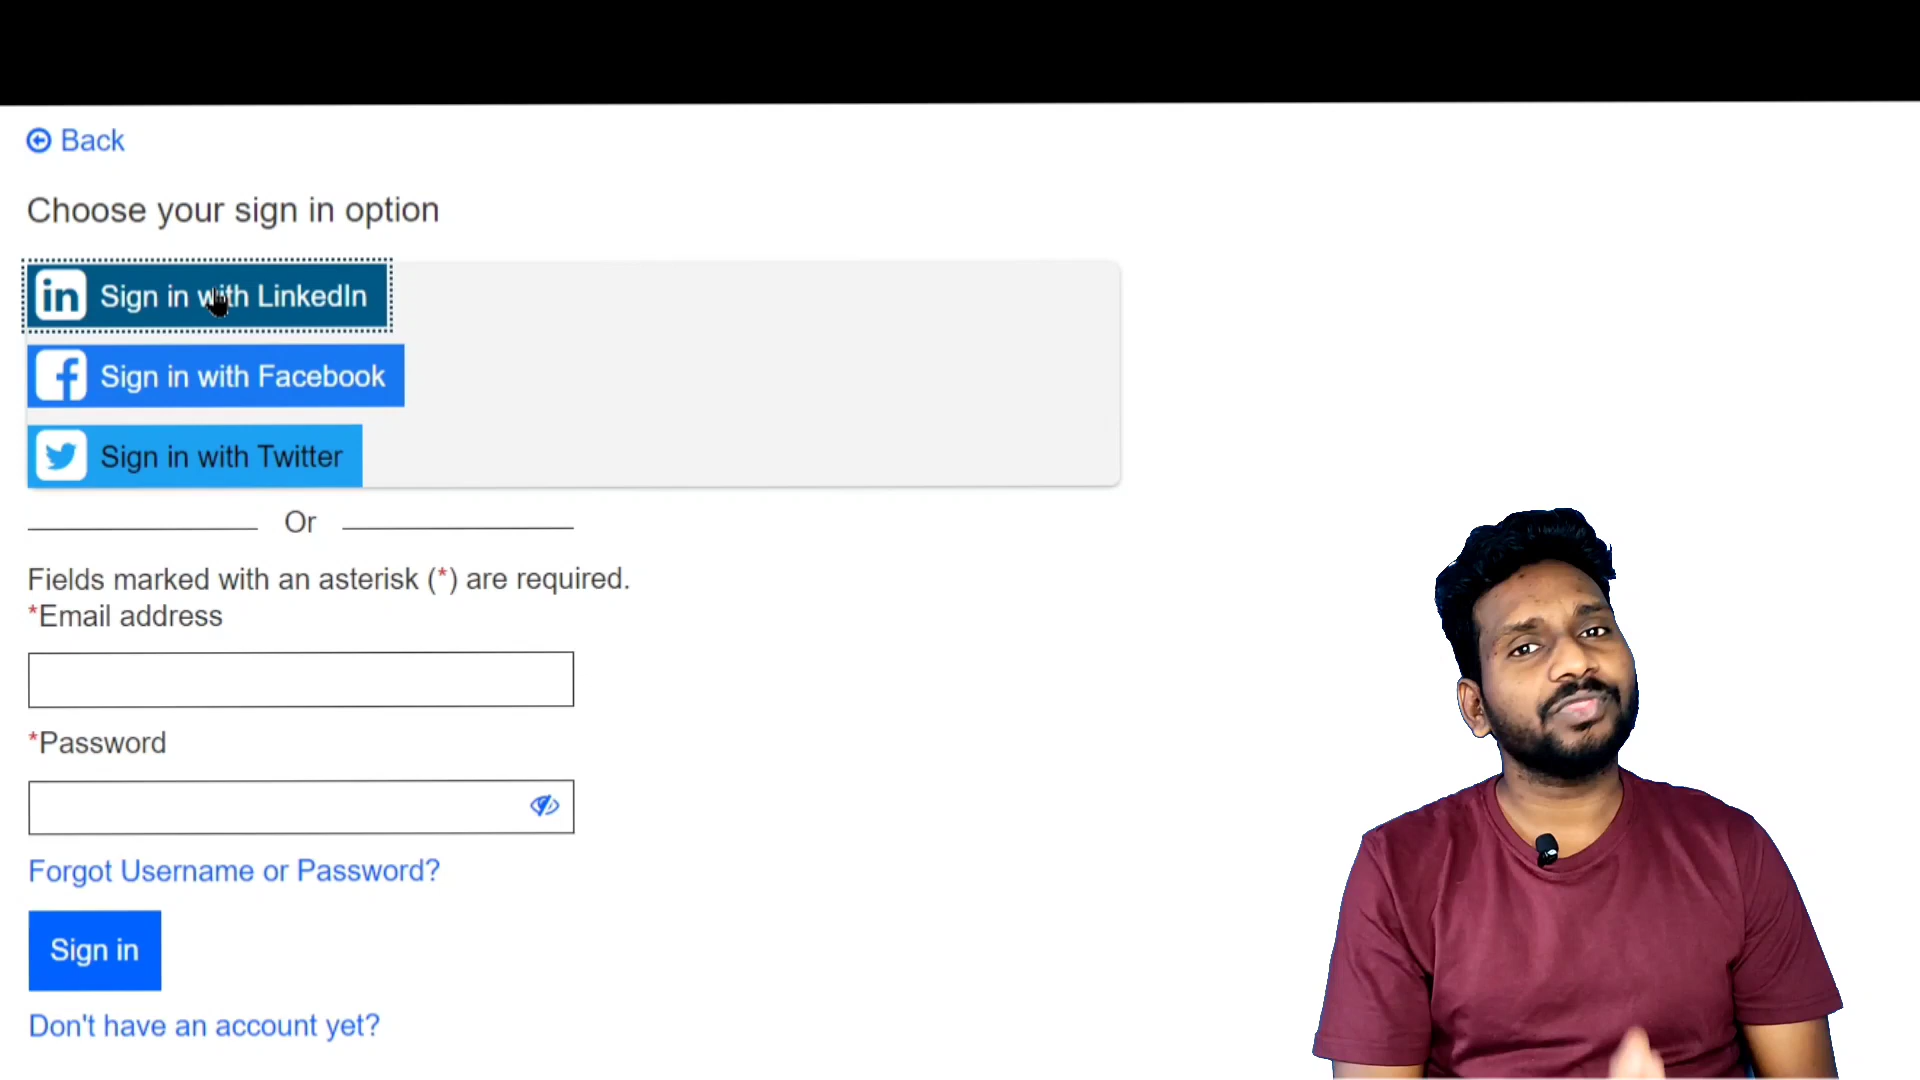 Back
Choose your sign in option
in Sign in with LinkedIn
f Sign in with Facebook
Sign in with Twitter
Or
Fields marked with an asterisk (*) are required.
*Email address
*Password
Forgot Username or Password?
Sign in
Don't have an account yet?